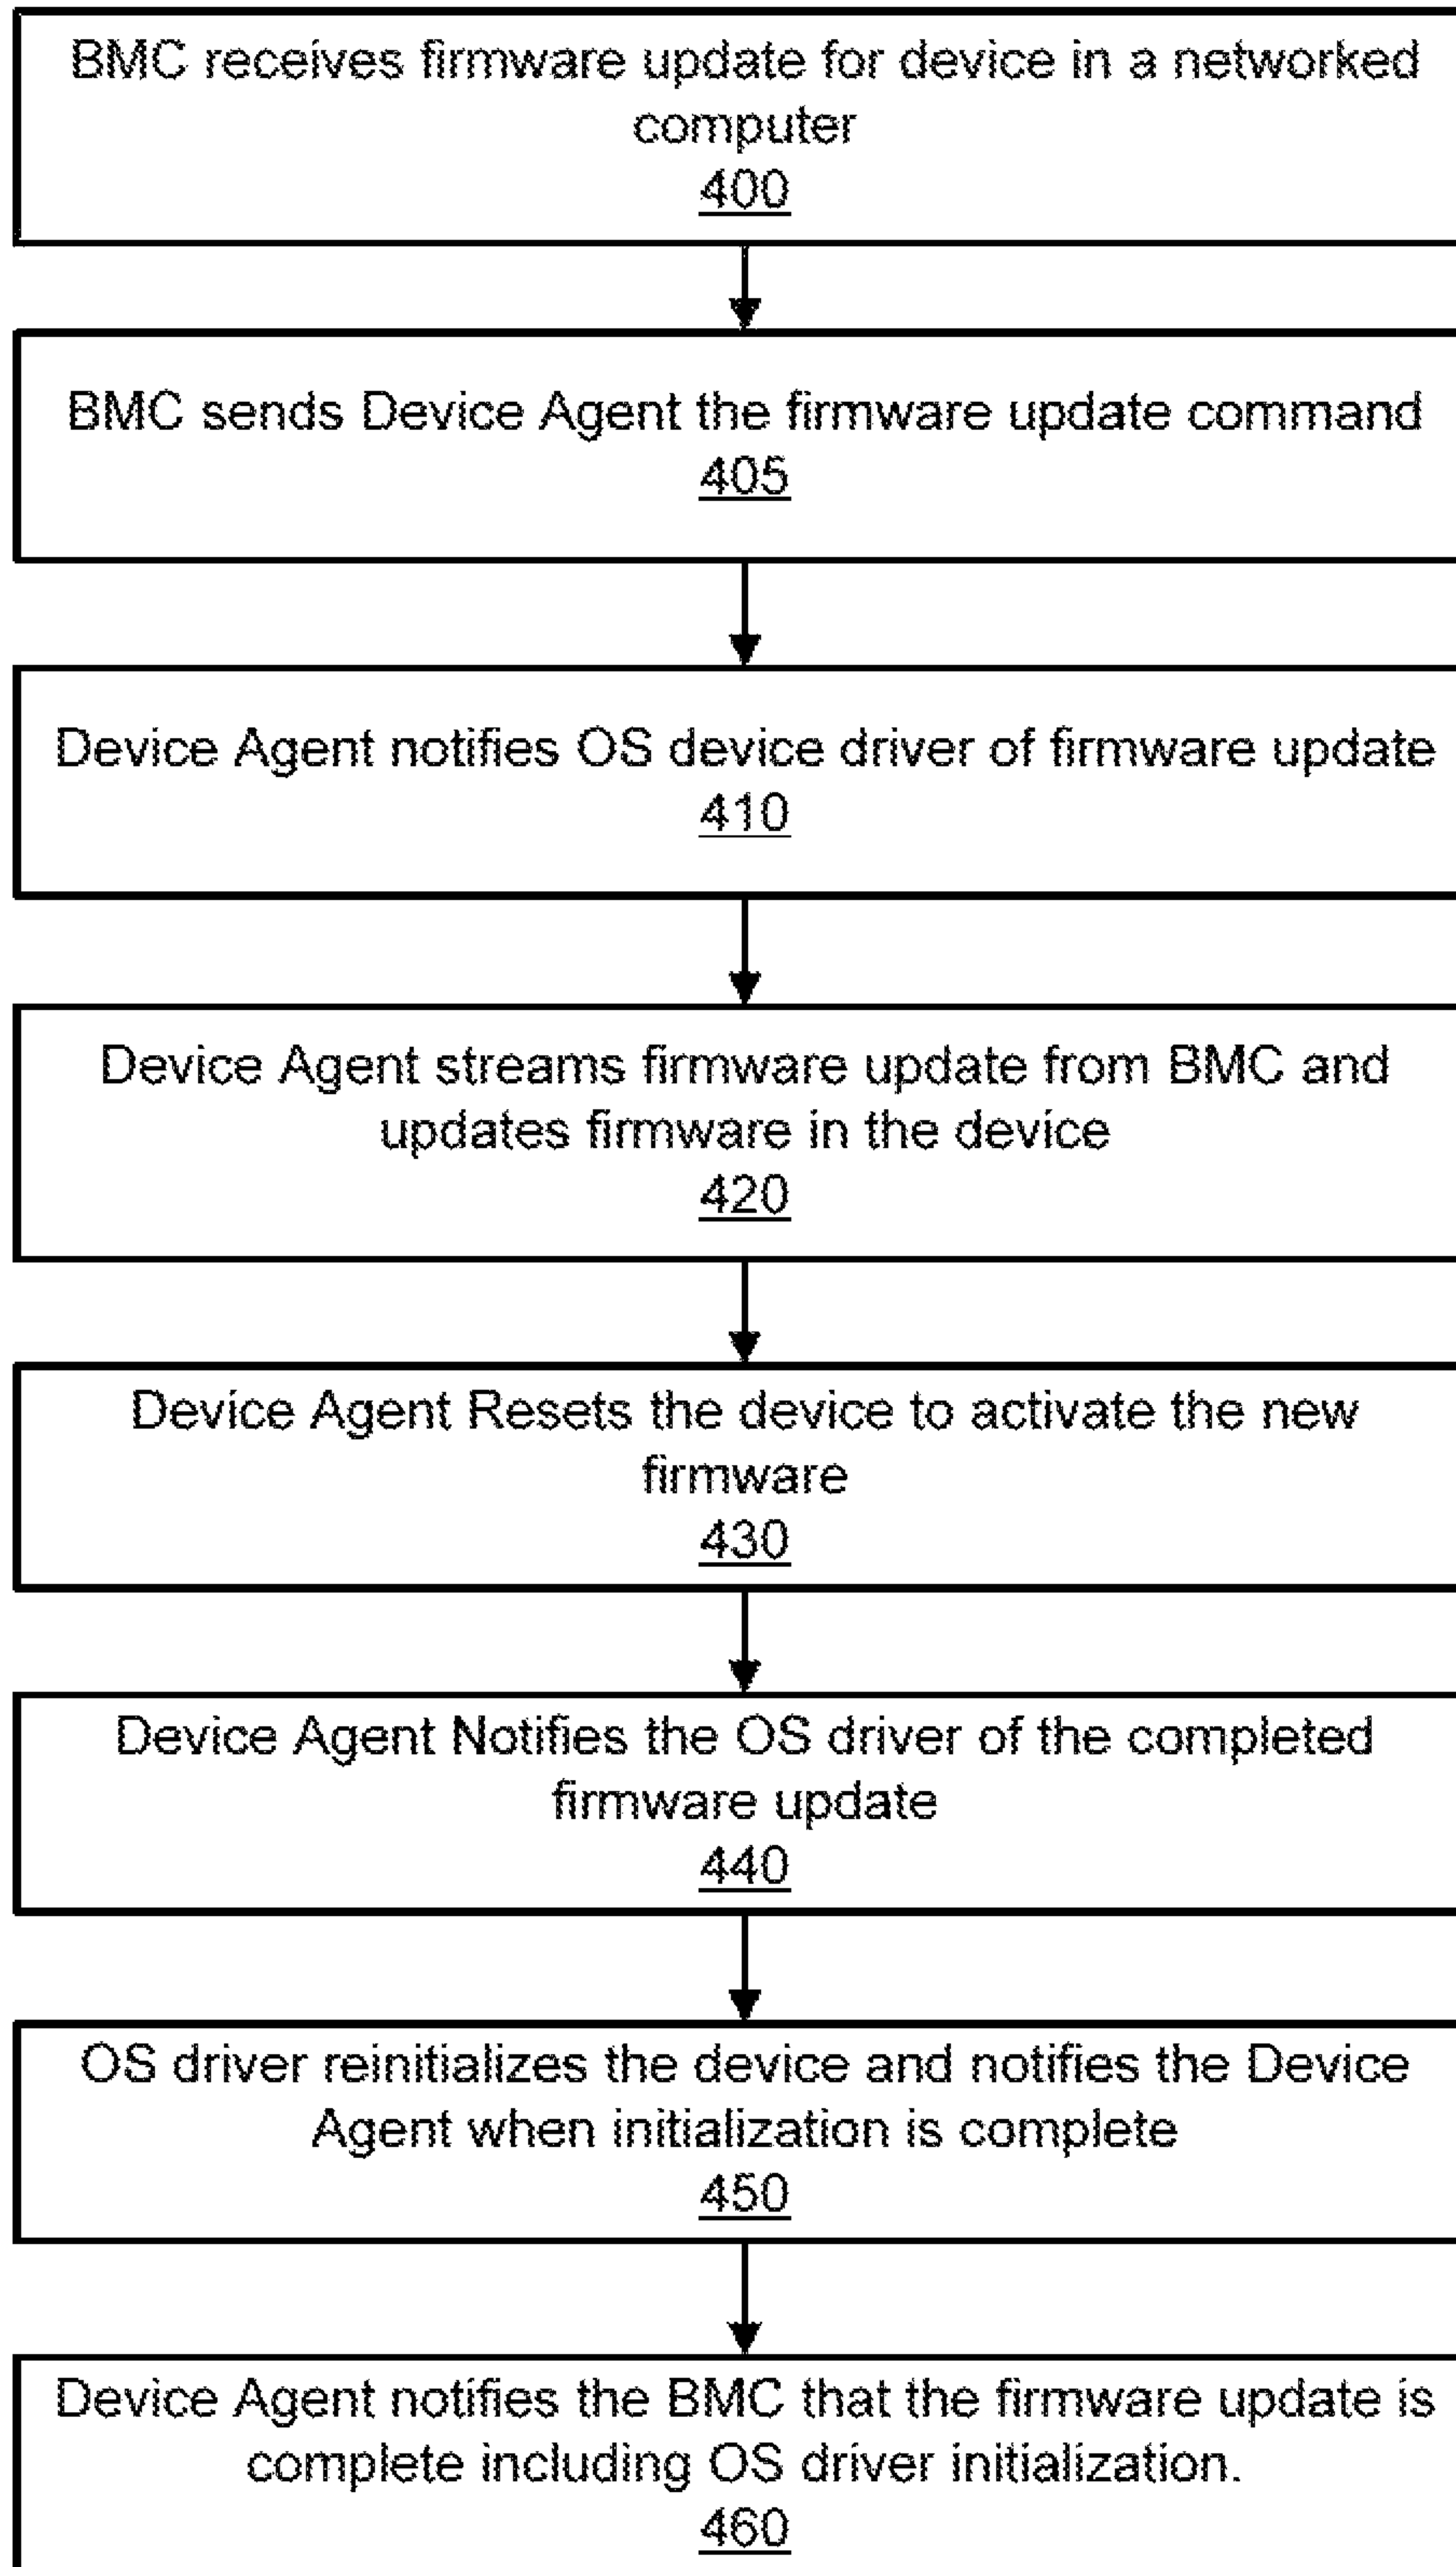 BMC receives firmware update for device in a networked
computer
400
BMC sends Device Agent the firmware update command
405
Device Agent notifies OS device driver of firmware update
410
Device Agent streams firmware update from BMC and
updates firmware in the device
420
Device Agent Resets the device to activate the new
firmware
430
Device Agent Notifies the OS driver of the completed
firmware update
440
OS driver reinitializes the device and notifies the Device
Agent when initialization is complete
450
Device Agent notifies the BMC that the firmware update is
complete including OS driver initialization.
460